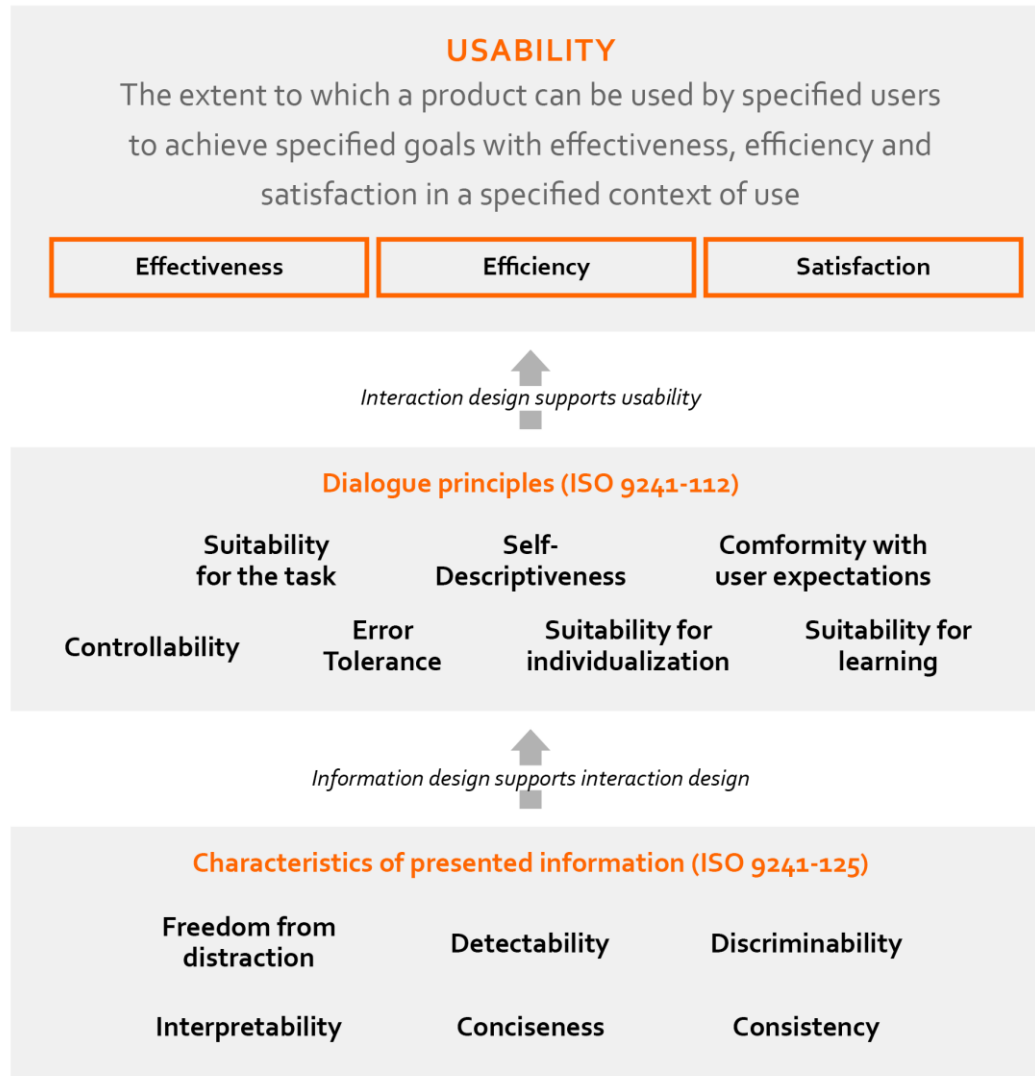 USABILITY
The extent to which a product can be used by specified users
to achieve specified goals with effectiveness, efficiency and
satisfaction in a specified context of use
Effectiveness
Efficiency
Satisfaction
Interaction design supports usability
Dialogue principles (ISO 9241-112)
Suitability
for the task
Self-
Descriptiveness
Comformity with
user expectations
Controllability
Error
Tolerance
Suitability for
individualization
Suitability for
learning
Information design supports interaction design
Characteristics of presented information (ISO 9241-125)
Freedom from
distraction
Detectability
Discriminability
Interpretability
Conciseness
Consistency